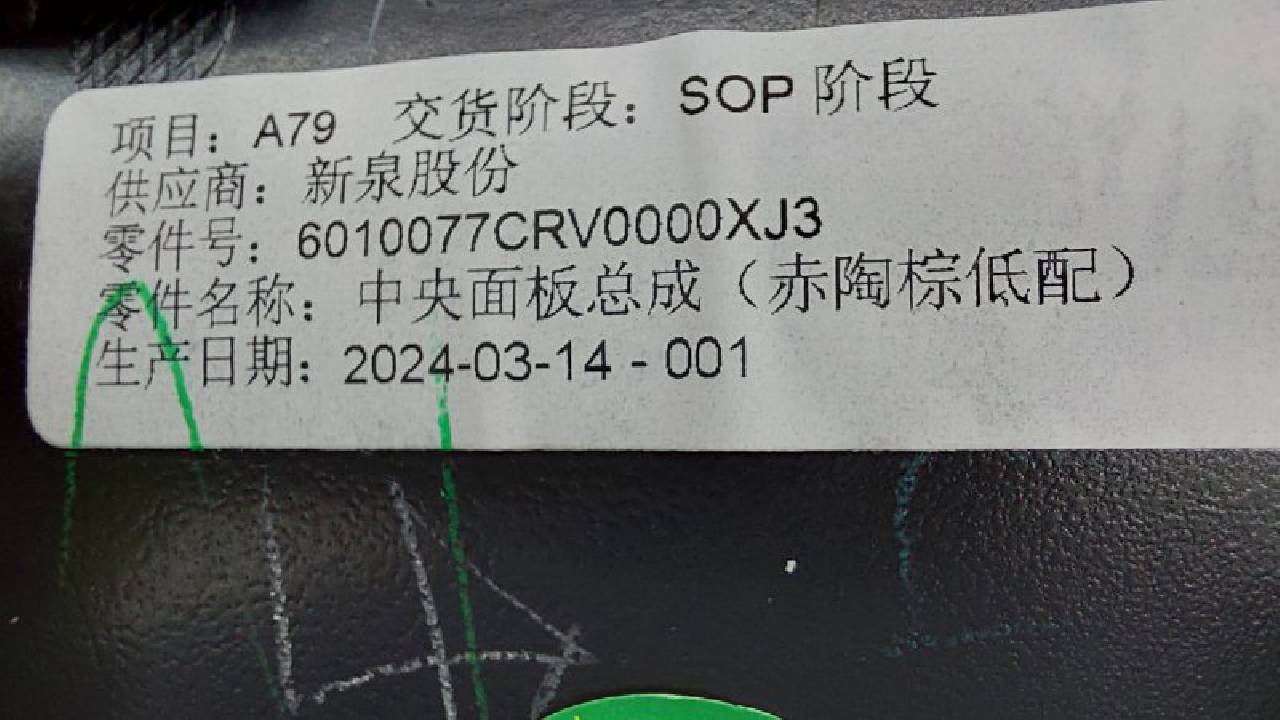 项目：A79 交货阶段：SOP 阶段
供应商：新泉股份
零件号：6010077CRV0000XJ3
零件名称：中央面板总成（赤陶棕低配）
生产日期：2024-03-14 - 001